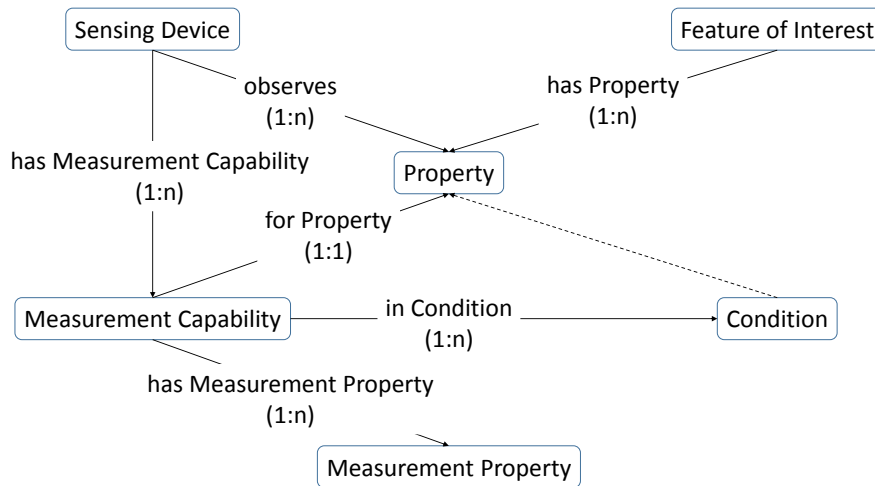 Sensing Device
Feature of Interest
observes
(1:n)
has Property
(1:n)
has Measurement Capability
(1:n)
Property
for Property
(1:1)
Measurement Capability
in Condition
(1:n)
Condition
has Measurement Property
(1:n)
Measurement Property